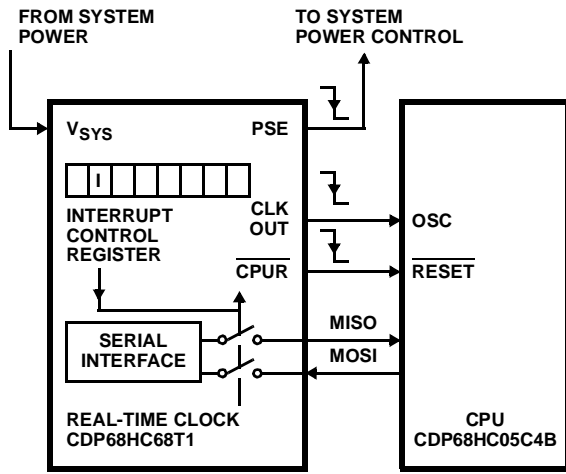 FROM SYSTEM
POWER
TO SYSTEM
POWER CONTROL
VSYS
PSE
I
INTERRUPT
CONTROL
REGISTER
CLK
OUT
OSC
CPUR
RESET
SERIAL
INTERFACE
MISO
MOSI
REAL-TIME CLOCK
CDP68HC68T1
CPU
CDP68HC05C4B